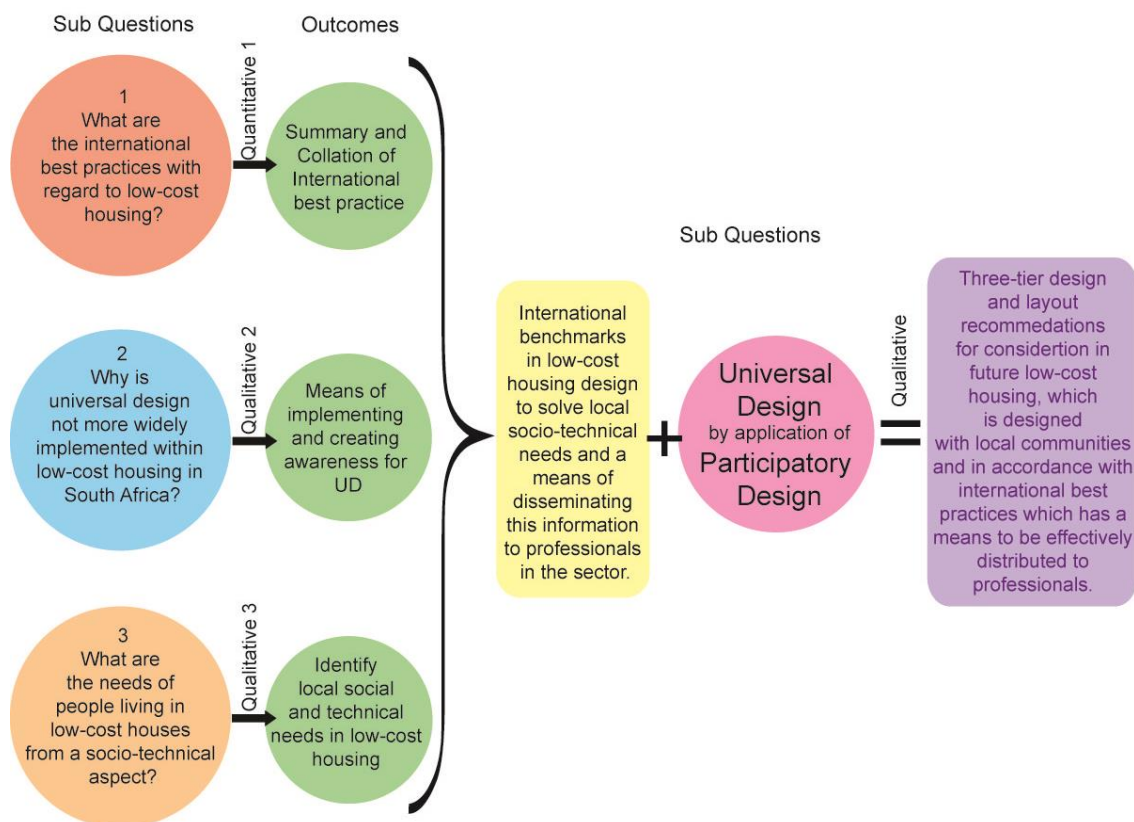 Sub Questions
Outcomes
1
What are
the international
best practices with
regard to low-cost
housing?
Quantitative 1
Summary and
Collation of
International
best practice
2
Why is
universal design
not more widely
implemented within
low-cost housing in
South Africa?
Qualitative 2
Means of
implementing
and creating
awareness for
UD
3
What are
the needs of
people living in
low-cost houses
from a socio-technical
aspect?
Qualitative 3
Identify
local social
and technical
needs in low-cost
housing
International
benchmarks
in low-cost
housing design
to solve local
socio-technical
needs and a
means of
disseminating
this information
to professionals
in the sector.
+
Sub Questions
Universal
Design
by application of
Participatory
Design
Qualitative
=
Three-tier design
and layout
recommedations
for considertion in
future low-cost
housing, which
is designed
with local communities
and in accordance with
international best
practices which has a
means to be effectively
distributed to
professionals.